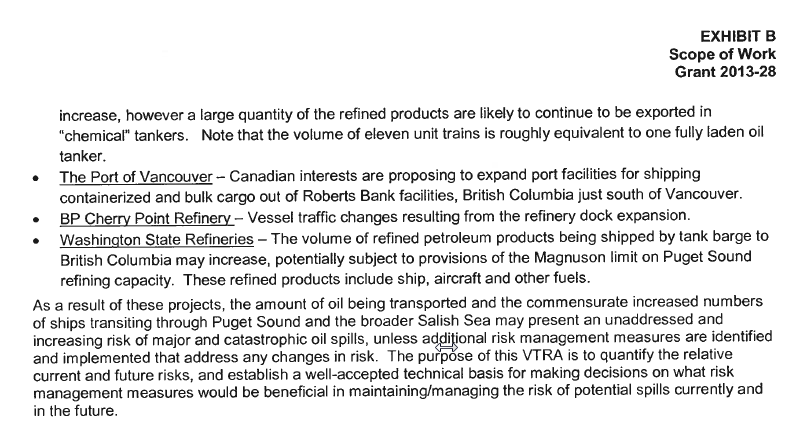 EXHIBIT B
Scope of Work
Grant 2013-28
increase, however a large quantity of the refined products are likely to continue to be exported in
"chemical" tankers. Note that the volume of eleven unit trains is roughly equivalent to one fully laden oil
tanker.
• The Port of Vancouver – Canadian interests are proposing to expand port facilities for shipping
containerized and bulk cargo out of Roberts Bank facilities, British Columbia just south of Vancouver.
• BP Cherry Point Refinery – Vessel traffic changes resulting from the refinery dock expansion.
• Washington State Refineries – The volume of refined petroleum products being shipped by tank barge to
British Columbia may increase, potentially subject to provisions of the Magnuson limit on Puget Sound
refining capacity. These refined products include ship, aircraft and other fuels.
As a result of these projects, the amount of oil being transported and the commensurate increased numbers
of ships transiting through Puget Sound and the broader Salish Sea may present an unaddressed and
increasing risk of major and catastrophic oil spills, unless additional risk management measures are identified
and implemented that address any changes in risk. The purpose of this VTRA is to quantify the relative
current and future risks, and establish a well-accepted technical basis for making decisions on what risk
management measures would be beneficial in maintaining/managing the risk of potential spills currently and
in the future.